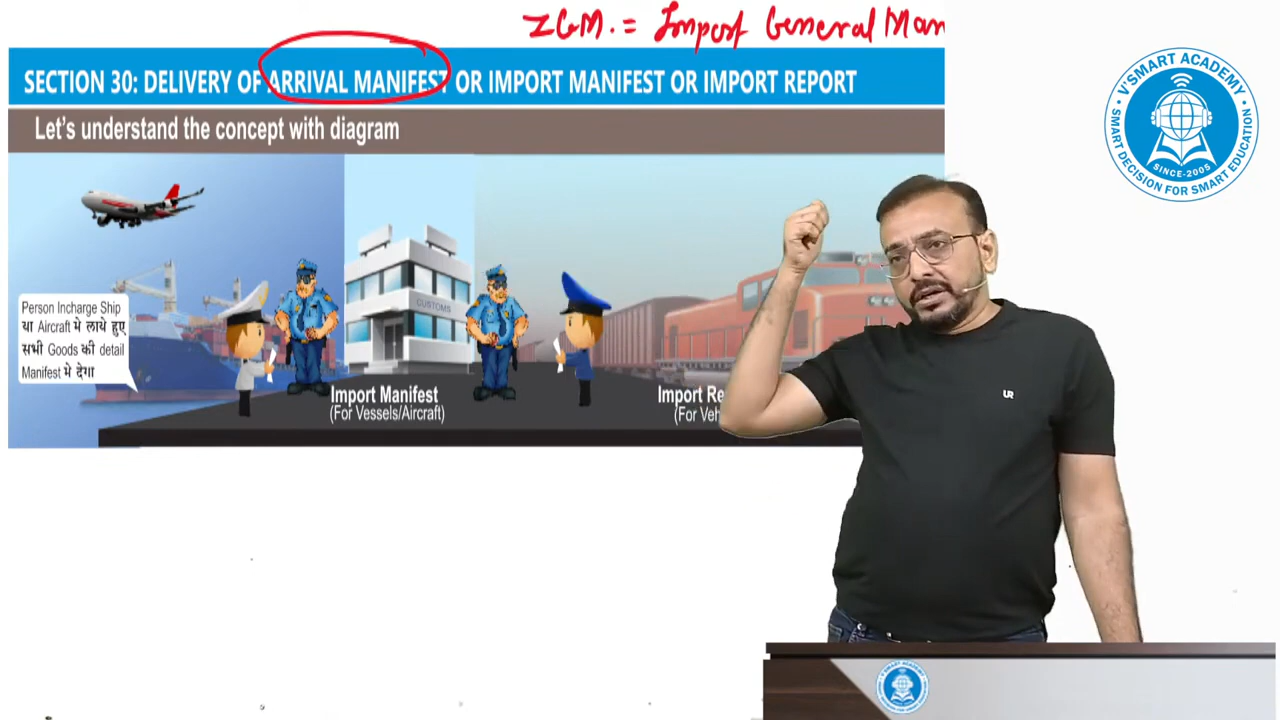 IGM. = Import General Man
SECTION 30: DELIVERY OF ARRIVAL MANIFEST OR IMPORT MANIFEST OR IMPORT REPORT
Let's understand the concept with diagram
V'SMART ACADEMY
SINCE-2005
SMART DECISION FOR SMART EDUCATION
Person Incharge Ship
या Aircraft मे लाये हुए
सभी Goods की detail
Manifest मे देगा
CUSTOMS
Import Manifest
(For Vessels/Aircraft)
Import Re
(For Veh
UR